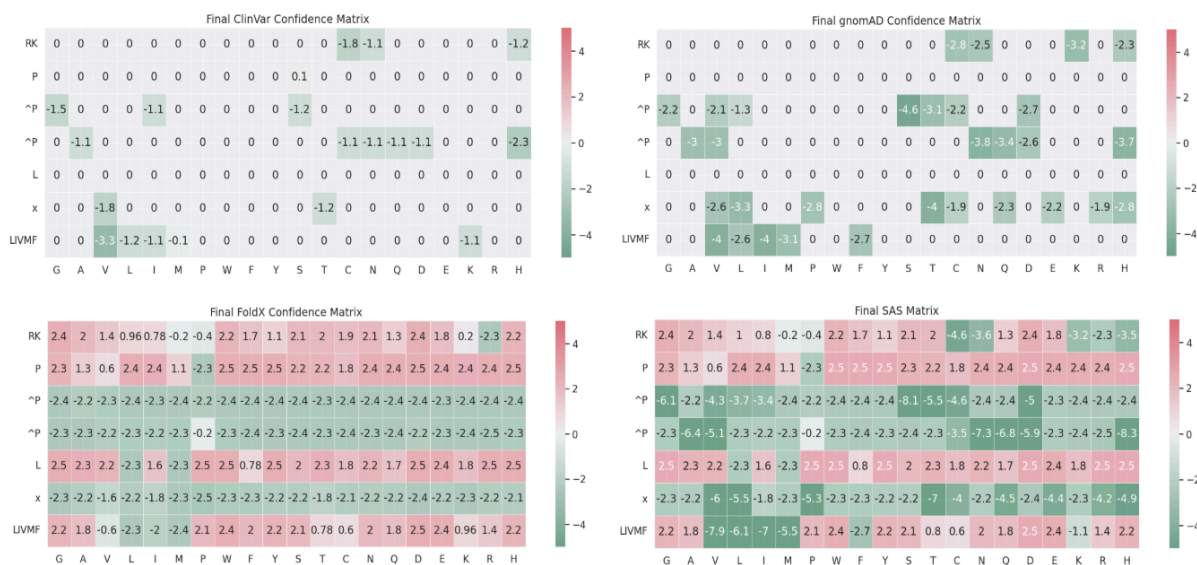 Final ClinVar Confidence Matrix
RK 0 0 0 0 0 0 0 0 0 0 0 0 -1.8 -1.1 0 0 0 0 0 -1.2
P 0 0 0 0 0 0 0 0 0 0 0.1 0 0 0 0 0 0 0 0 0
^P -1.5 0 0 0 -1.1 0 0 0 0 0 -1.2 0 0 0 0 0 0 0 0 0
^P 0 -1.1 0 0 0 0 0 0 0 0 0 0 -1.1 -1.1 -1.1 -1.1 0 0 0 -2.3
L 0 0 0 0 0 0 0 0 0 0 0 0 0 0 0 0 0 0 0 0
x 0 0 -1.8 0 0 0 0 0 0 0 0 -1.2 0 0 0 0 0 0 0 0
LIVMF 0 0 -3.3 -1.2 -1.1 -0.1 0 0 0 0 0 0 0 0 0 0 0 -1.1 0 0
G A V L I M P W F Y S T C N Q D E K R H
4
2
0
−2
−4
Final gnomAD Confidence Matrix
RK 0 0 0 0 0 0 0 0 0 0 0 0 -2.8 -2.5 0 0 0 -3.2 0 -2.3
P 0 0 0 0 0 0 0 0 0 0 0 0 0 0 0 0 0 0 0 0
^P -2.2 0 -2.1 -1.3 0 0 0 0 0 0 -4.6 -3.1 -2.2 0 0 -2.7 0 0 0 0
^P 0 -3 -3 0 0 0 0 0 0 0 0 0 0 -3.8 -3.4 -2.6 0 0 0 -3.7
L 0 0 0 0 0 0 0 0 0 0 0 0 0 0 0 0 0 0 0 0
x 0 0 -2.6 -3.3 0 0 -2.8 0 0 0 0 -4 -1.9 0 -2.3 0 -2.2 0 -1.9 -2.8
LIVMF 0 0 -4 -2.6 -4 -3.1 0 0 -2.7 0 0 0 0 0 0 0 0 0 0 0
G A V L I M P W F Y S T C N Q D E K R H
4
2
0
−2
−4
Final FoldX Confidence Matrix
RK 2.4 2 1.4 0.96 0.78 -0.2 -0.4 2.2 1.7 1.1 2.1 2 1.9 2.1 1.3 2.4 1.8 0.2 -2.3 2.2
P 2.3 1.3 0.6 2.4 2.4 1.1 -2.3 2.5 2.5 2.5 2.2 2.2 1.8 2.4 2.4 2.4 2.4 2.4 2.4 2.5
^P -2.4 -2.2 -2.3 -2.4 -2.3 -2.4 -2.2 -2.4 -2.4 -2.4 -2.4 -2.4 -2.4 -2.4 -2.4 -2.3 -2.4 -2.4 -2.4 -2.4
^P -2.3 -2.3 -2.1 -2.3 -2.2 -2.3 -0.2 -2.3 -2.4 -2.3 -2.4 -2.3 -2.4 -2.4 -2.3 -2.2 -2.3 -2.4 -2.5 -2.3
L 2.5 2.3 2.2 -2.3 1.6 -2.3 2.5 2.5 0.78 2.5 2 2.3 1.8 2.2 1.7 2.5 2.4 1.8 2.5 2.5
x -2.3 -2.2 -1.6 -2.2 -1.8 -2.3 -2.5 -2.3 -2.2 -2.2 -2.2 -1.8 -2.1 -2.4 -2.2 -2.3 -2.2 -2.3 -2.2 -2.1
LIVMF 2.2 1.8 -0.6 -2.3 -2 -2.4 2.1 2.4 2 2.2 2.2 0.78 0.6 2 1.8 2.5 2.4 0.96 1.4 2.2
G A V L I M P W F Y S T C N Q D E K R H
4
2
0
−2
−4
Final SAS Matrix
RK 2.4 2 1.4 1 0.8 -0.2 -0.4 2.2 1.7 1.1 2.1 2 -4.6 -3.6 1.3 2.4 1.8 -3.2 -2.3 -3.5
P 2.3 1.3 0.6 2.4 2.4 1.1 -2.3 2.5 2.5 2.5 2.3 2.2 1.8 2.4 2.4 2.5 2.4 2.4 2.4 2.5
^P -6.1 -2.2 -4.3 -3.7 -3.4 -2.4 -2.2 -2.4 -2.4 -2.4 -8.1 -5.5 -4.6 -2.4 -2.4 -5 -2.4 -2.4 -2.4 -2.4
^P -2.3 -6.4 -5.1 -2.3 -2.2 -2.3 -0.2 -2.3 -2.4 -2.3 -2.4 -2.3 -3.5 -7.3 -6.8 -5.9 -2.3 -2.4 -2.5 -8.3
L 2.5 2.3 2.2 -2.3 1.6 -2.3 2.5 2.5 0.8 2.5 2 2.3 1.8 2.2 1.7 2.5 2.4 1.8 2.5 2.5
x -2.3 -2.2 -6 -5.5 -1.8 -2.3 -5.3 -2.3 -2.2 -2.2 -2.2 -7 -4 -2.4 -4.5 -2.3 -4.4 -2.3 -4.2 -4.9
LIVMF 2.2 1.8 -7.9 -6.1 -7 -5.5 2.1 2.4 -2.7 2.2 2.2 0.8 0.6 2 1.8 2.5 2.4 -1.1 1.4 2.2
G A V L I M P W F Y S T C N Q D E K R H
4
2
0
−2
−4